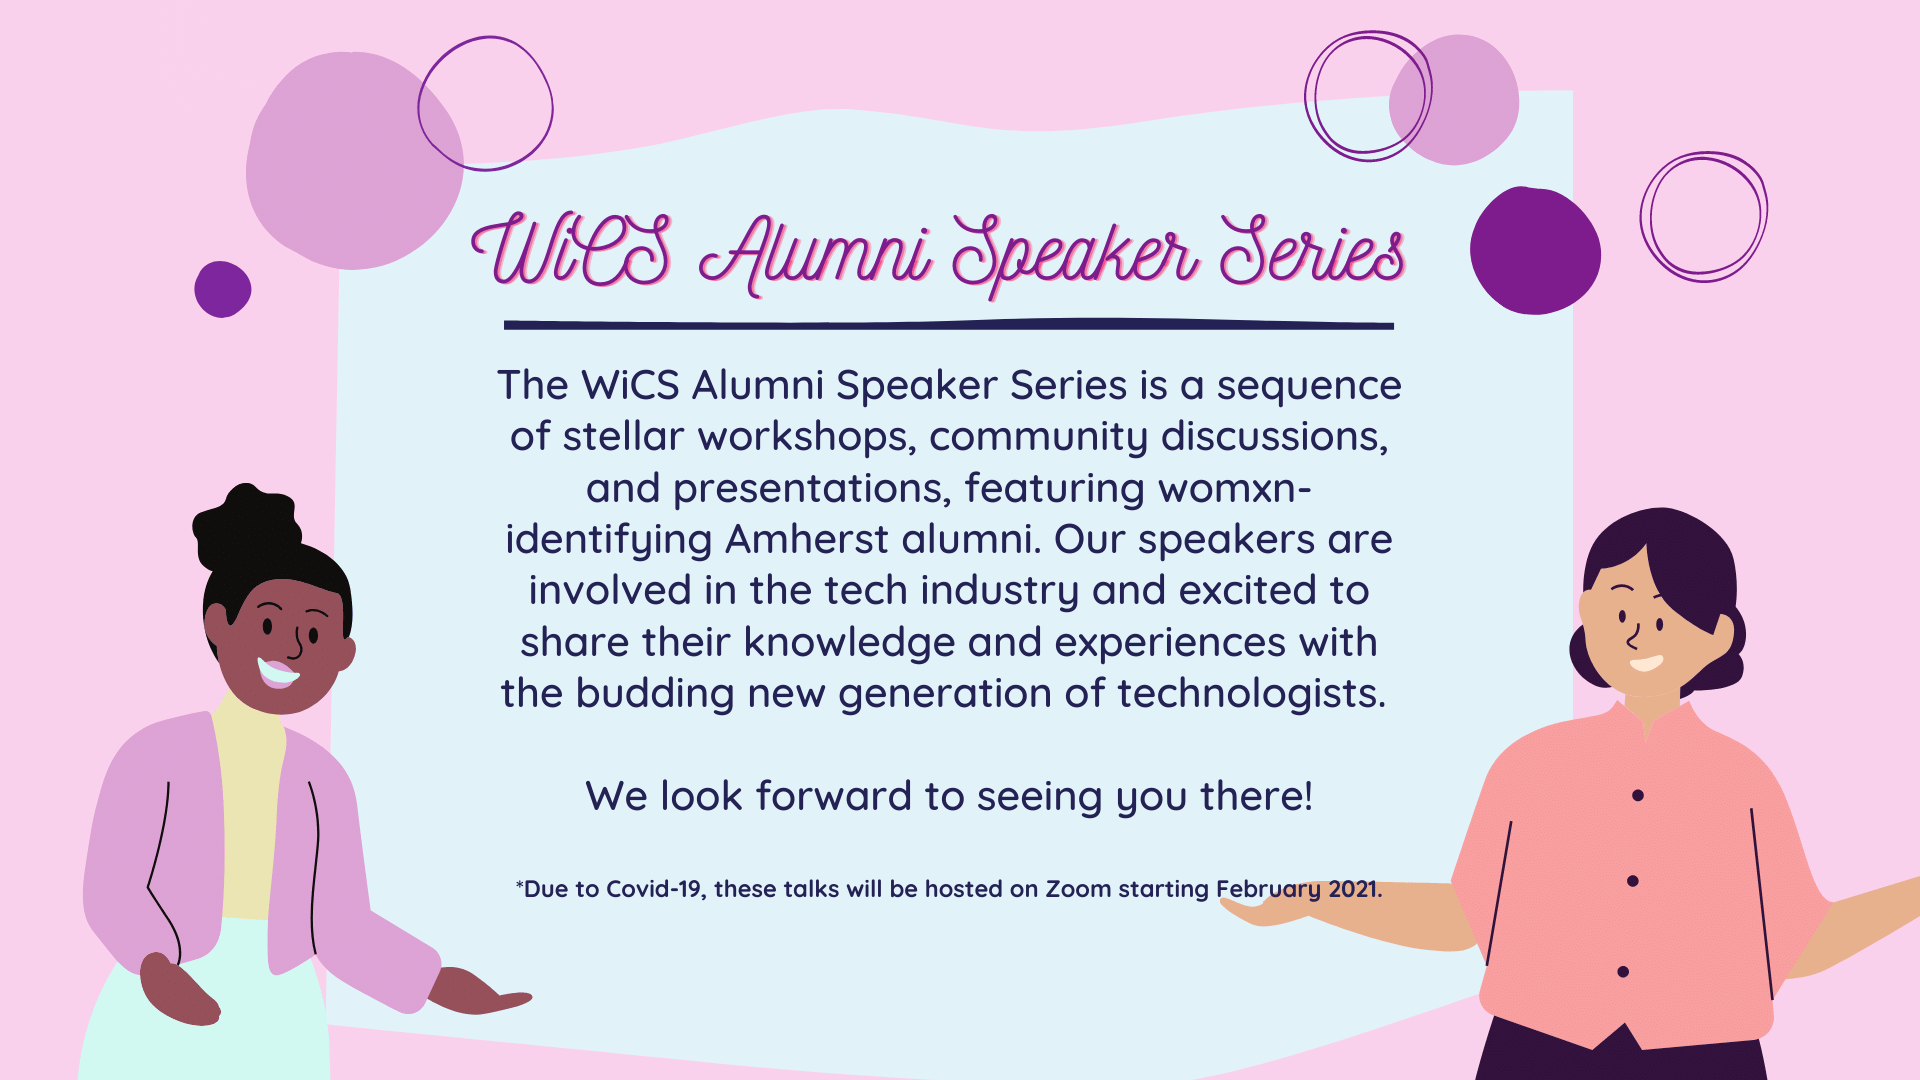 WiCS Alumni Speaker Series
The WiCS Alumni Speaker Series is a sequence
of stellar workshops, community discussions,
and presentations, featuring womxn-
identifying Amherst alumni. Our speakers are
involved in the tech industry and excited to
share their knowledge and experiences with
the budding new generation of technologists.
We look forward to seeing you there!
*Due to Covid-19, these talks will be hosted on Zoom starting February 2021.